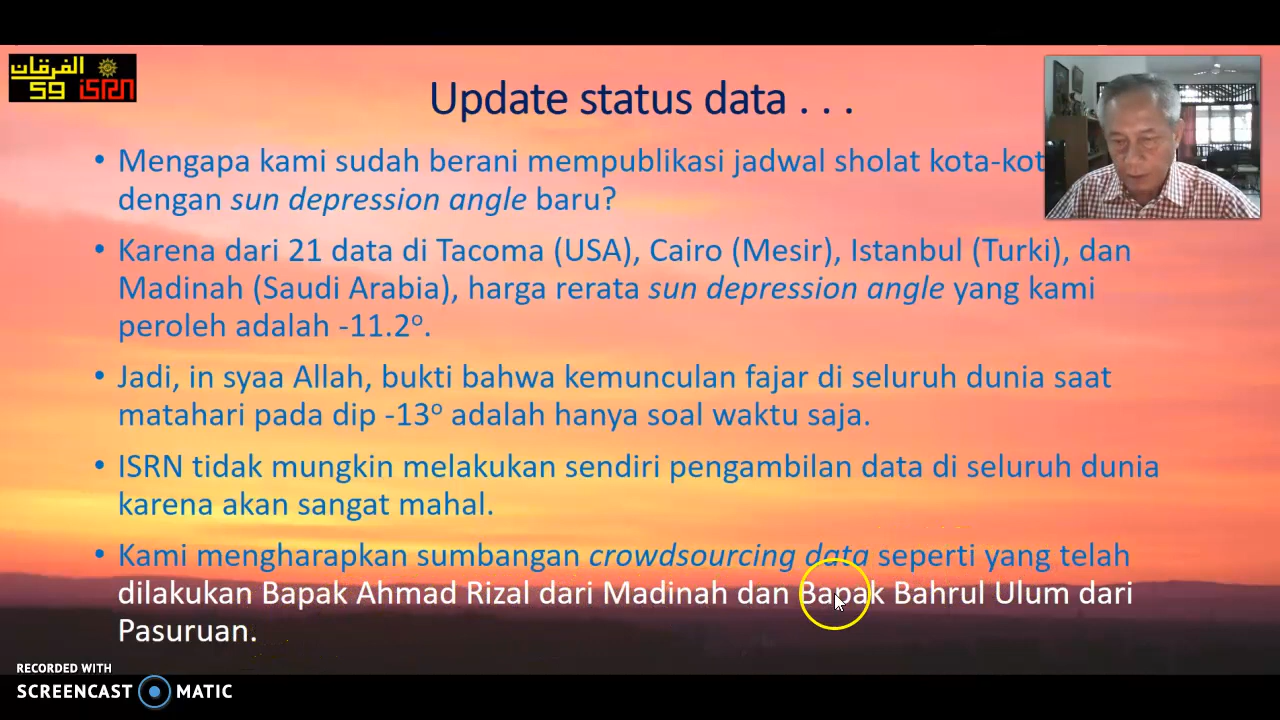 الفرقان
59 iSRN
Update status data . . .
• Mengapa kami sudah berani mempublikasi jadwal sholat
dengan sun depression angle baru?
• Karena dari 21 data di Tacoma (USA), Cairo (Mesir), Istanbul (Turki), dan
Madinah (Saudi Arabia), harga rerata sun depression angle yang kami
peroleh adalah -11.2º.
• Jadi, in syaa Allah, bukti bahwa kemunculan fajar di seluruh dunia saat
matahari pada dip -13º adalah hanya soal waktu saja.
• ISRN tidak mungkin melakukan sendiri pengambilan data di seluruh dunia
karena akan sangat mahal.
• Kami mengharapkan sumbangan crowdsourcing data seperti yang telah
dilakukan Bapak Ahmad Rizal dari Madinah dan Bapak Bahrul Ulum dari
Pasuruan.
RECORDED WITH
SCREENCAST MATIC